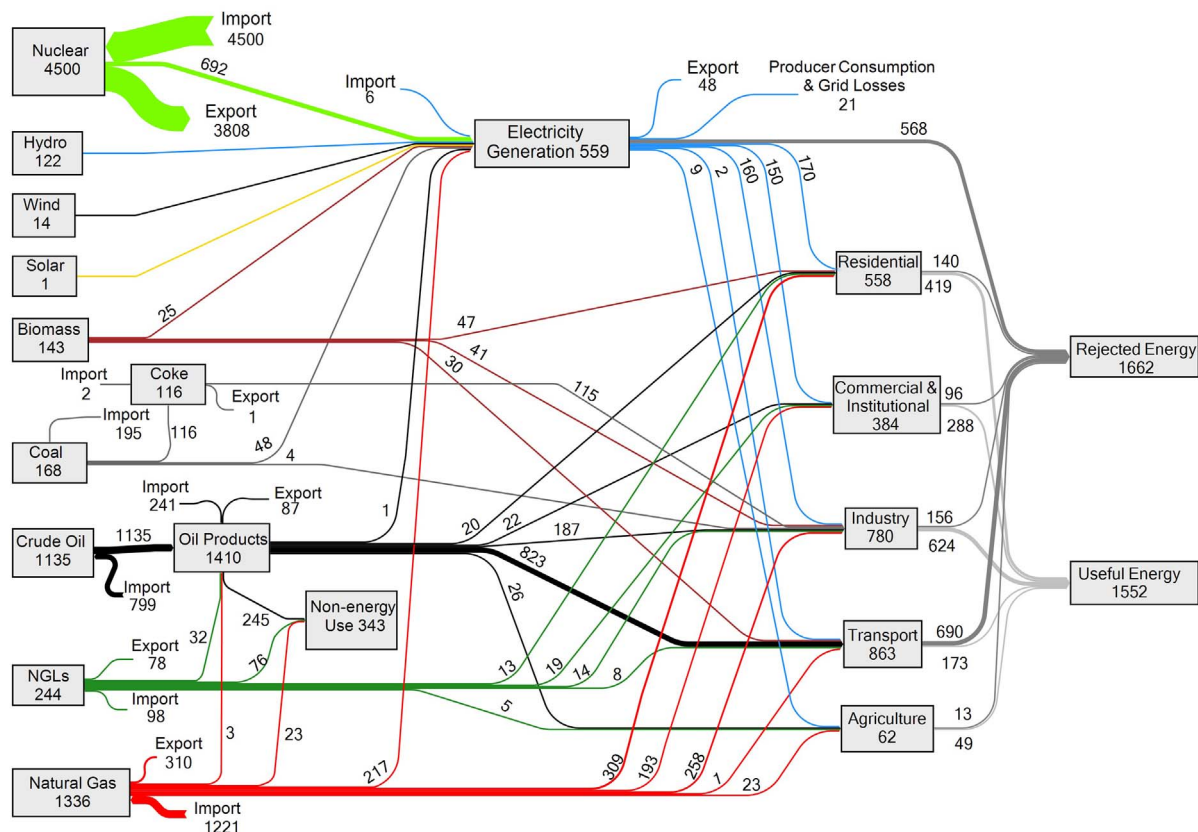 Import
4500
Nuclear
4500
692
Export
3808
Import
6
Export
48
Producer Consumption
& Grid Losses
21
Electricity
Generation 559
568
Hydro
122
9
2
160
150
170
Wind
14
Solar
1
Residential
558
140
419
25
Biomass
143
47
41
30
Rejected Energy
1662
Import
2
Coke
116
Export
1
115
Commercial &
Institutional
384
96
288
Import
195
116
Coal
168
48
4
Import
241
Export
87
1
20
22
187
Industry
780
156
624
Crude Oil
1135
1135
Oil Products
1410
823
26
Useful Energy
1552
Import
799
245
Non-energy
Use 343
32
Transport
863
690
173
Export
78
76
NGLs
244
13
19
14
8
Import
98
5
Agriculture
62
13
49
3
23
Export
310
217
309
193
258
1
23
Natural Gas
1336
Import
1221